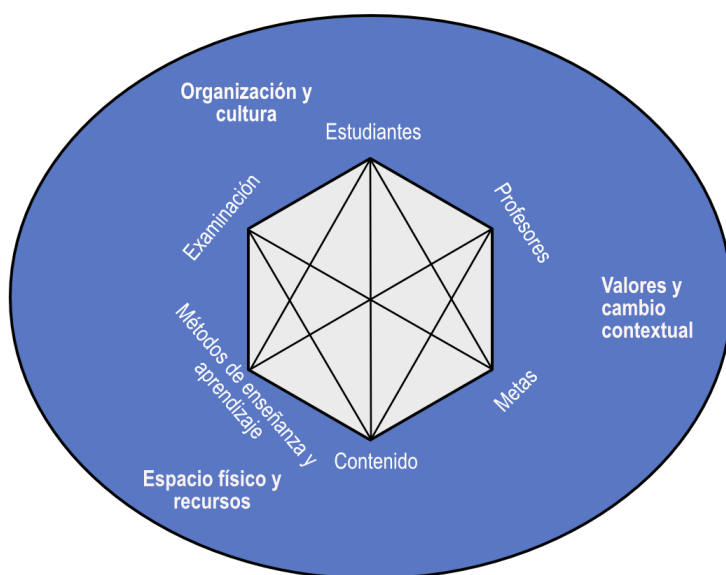 Organización y
cultura
Estudiantes
Examinación
Profesores
Valores y
cambio
contextual
Métodos de enseñanza y
aprendizaje
Metas
Contenido
Espacio físico y
recursos